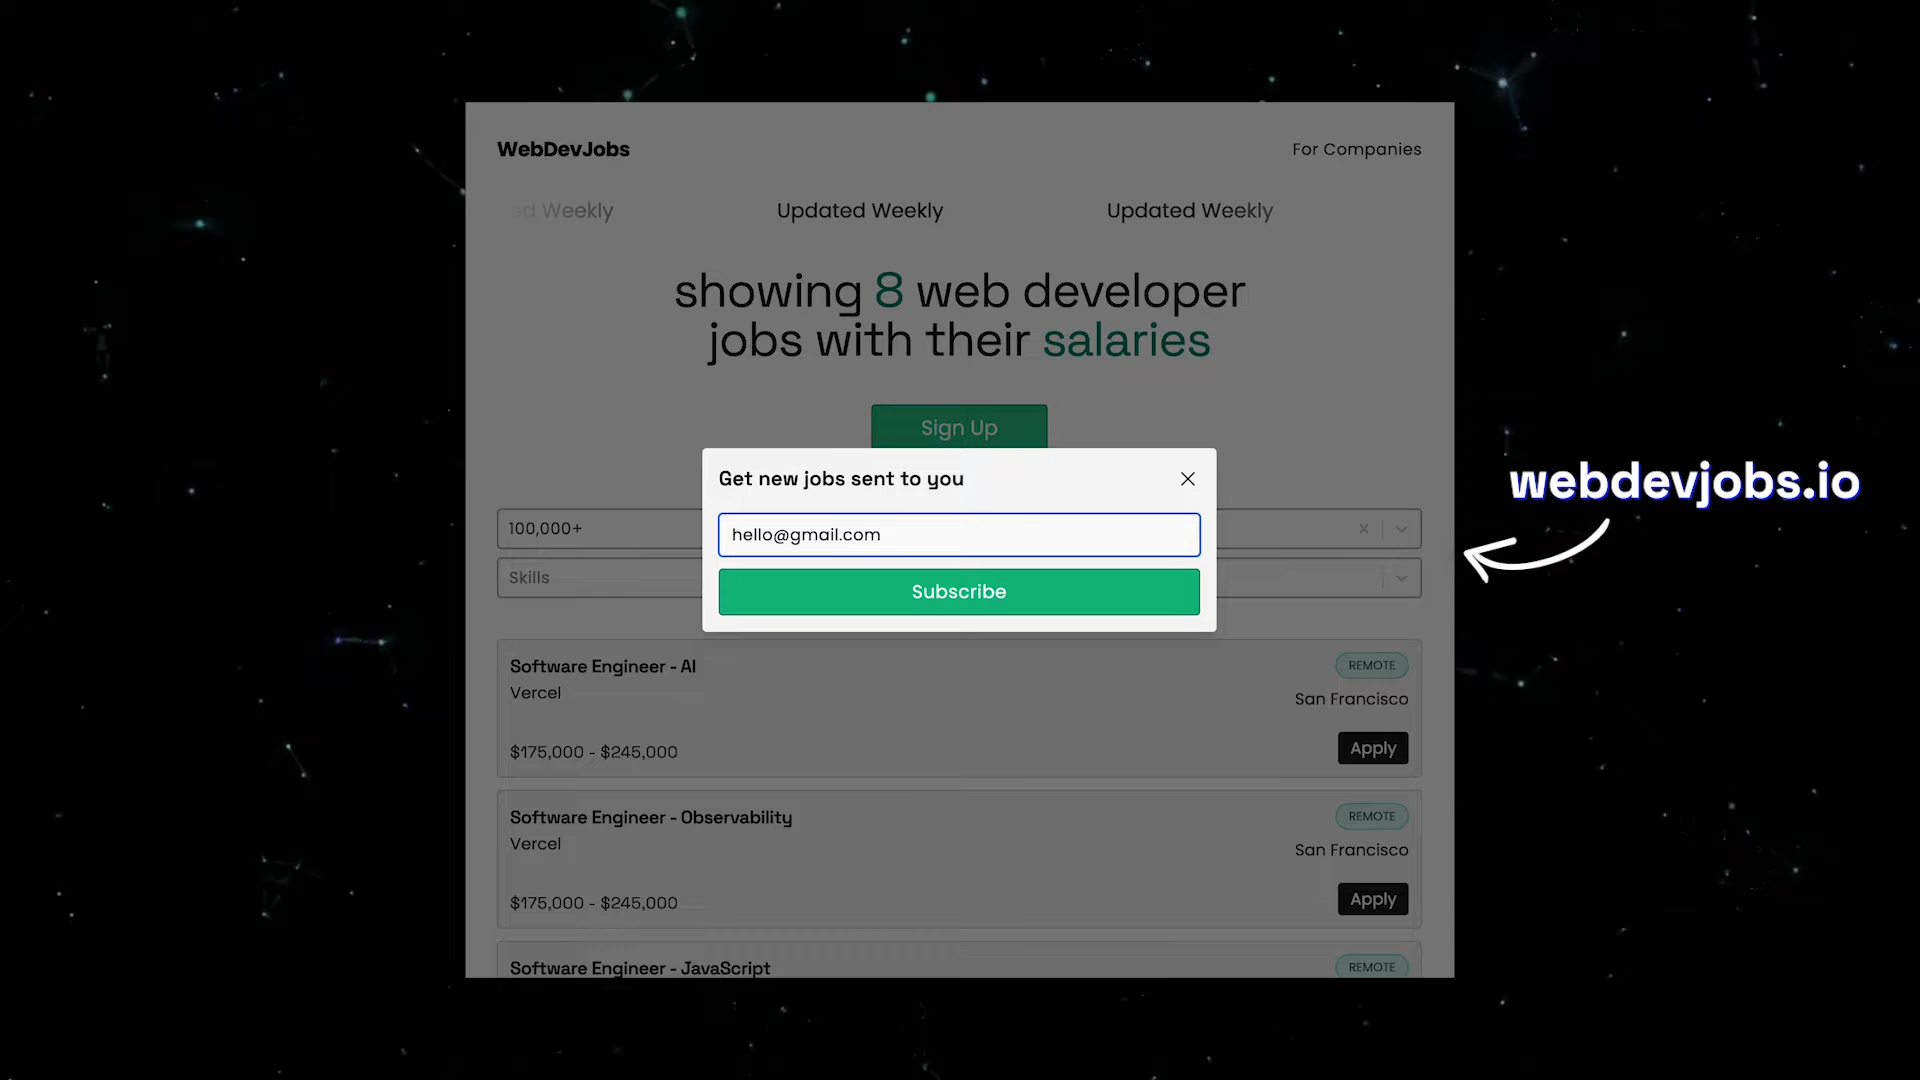 WebDevJobs
For Companies
ed Weekly
Updated Weekly
Updated Weekly
showing 8 web developer
jobs with their salaries
Sign Up
Get new jobs sent to you
hello@gmail.com
Subscribe
webdevjobs.io
100,000+
Skills
Software Engineer - AI
REMOTE
Vercel
San Francisco
$175,000 - $245,000
Apply
Software Engineer - Observability
REMOTE
Vercel
San Francisco
$175,000 - $245,000
Apply
Software Engineer - JavaScript
REMOTE